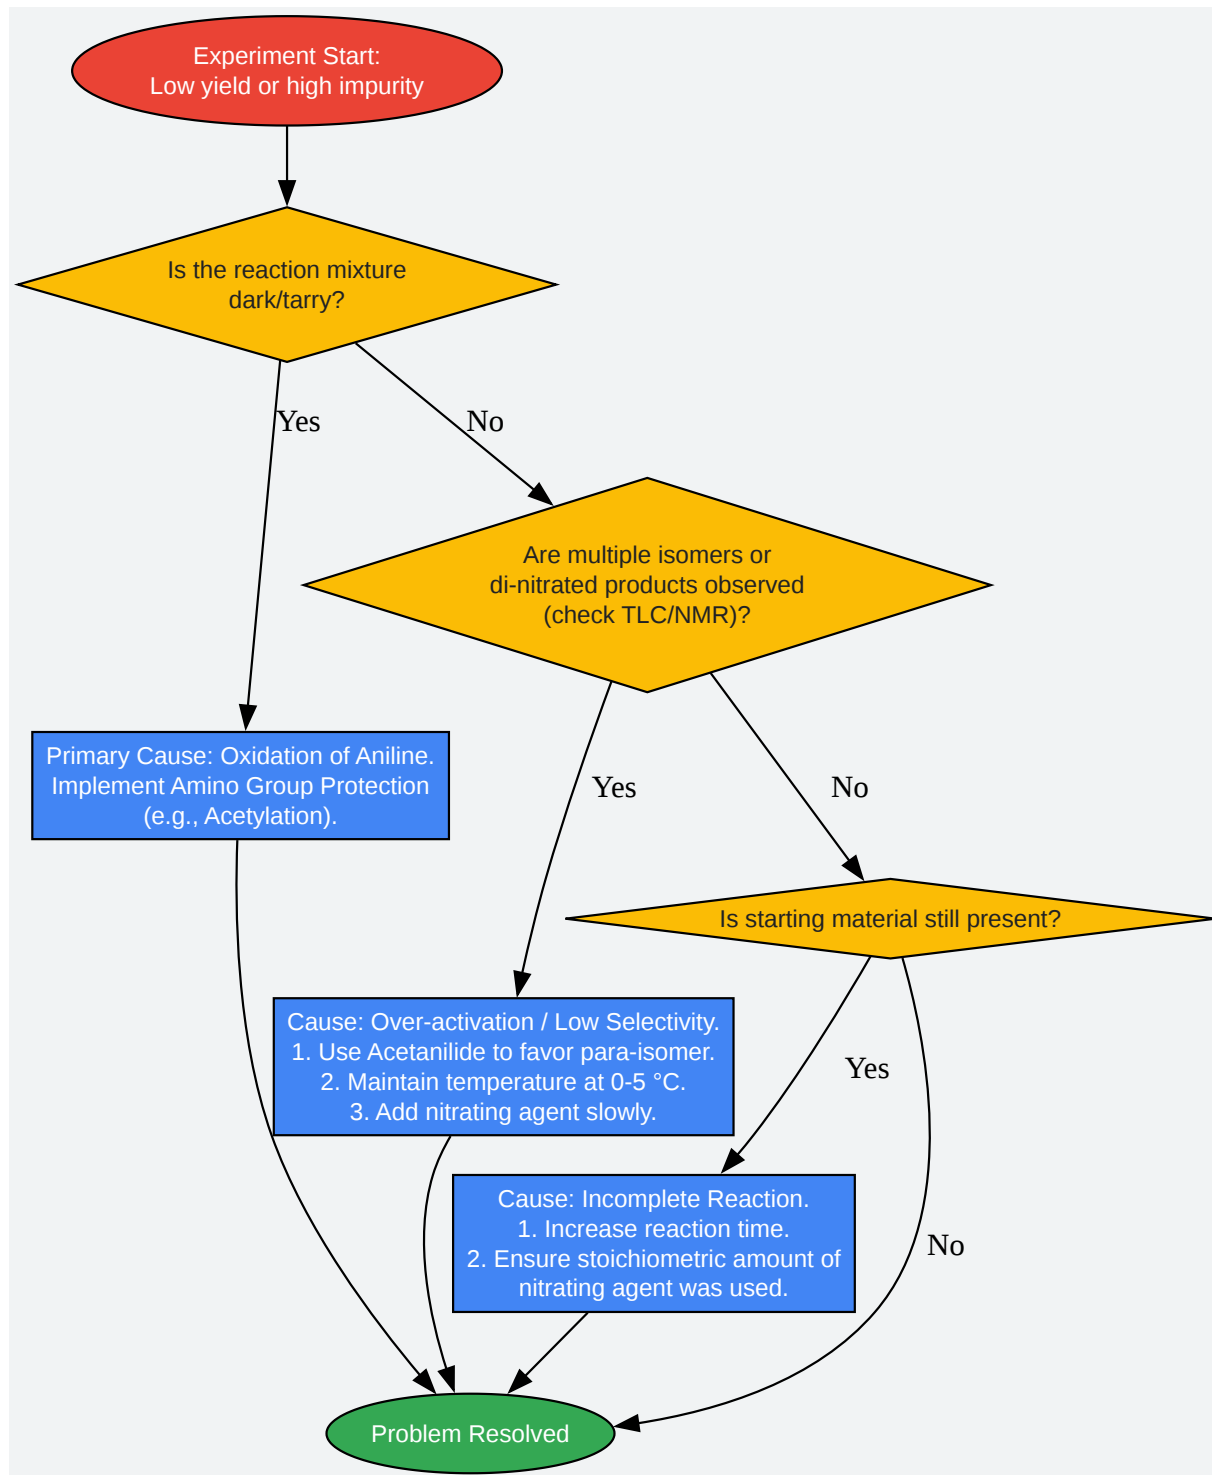 Experiment Start:
Low yield or high impurity
Is the reaction mixture
dark/tarry?
Yes
No
Are multiple isomers or
di-nitrated products observed
(check TLC/NMR)?
Primary Cause: Oxidation of Aniline.
Implement Amino Group Protection
(e.g., Acetylation).
Yes
No
Is starting material still present?
Cause: Over-activation / Low Selectivity.
1. Use Acetanilide to favor para-isomer.
2. Maintain temperature at 0-5 °C.
3. Add nitrating agent slowly.
Yes
Cause: Incomplete Reaction.
1. Increase reaction time.
2. Ensure stoichiometric amount of
nitrating agent was used.
No
Problem Resolved